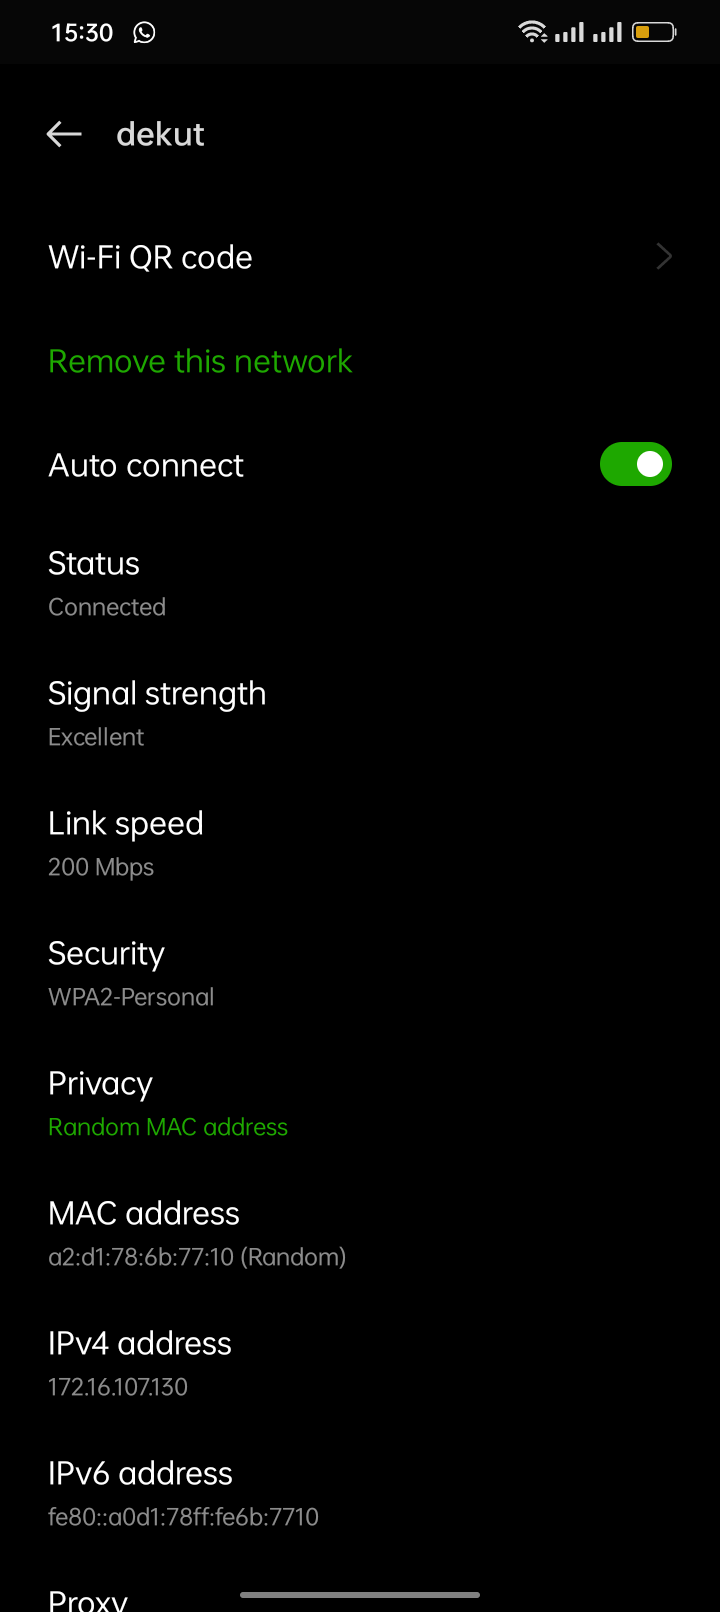 15:30
dekut
Wi-Fi QR code
Remove this network
Auto connect
Status
Connected
Signal strength
Excellent
Link speed
200 Mbps
Security
WPA2-Personal
Privacy
Random MAC address
MAC address
a2:d1:78:6b:77:10 (Random)
IPv4 address
172.16.107.130
IPv6 address
fe80::a0d1:78ff:fe6b:7710
Proxy